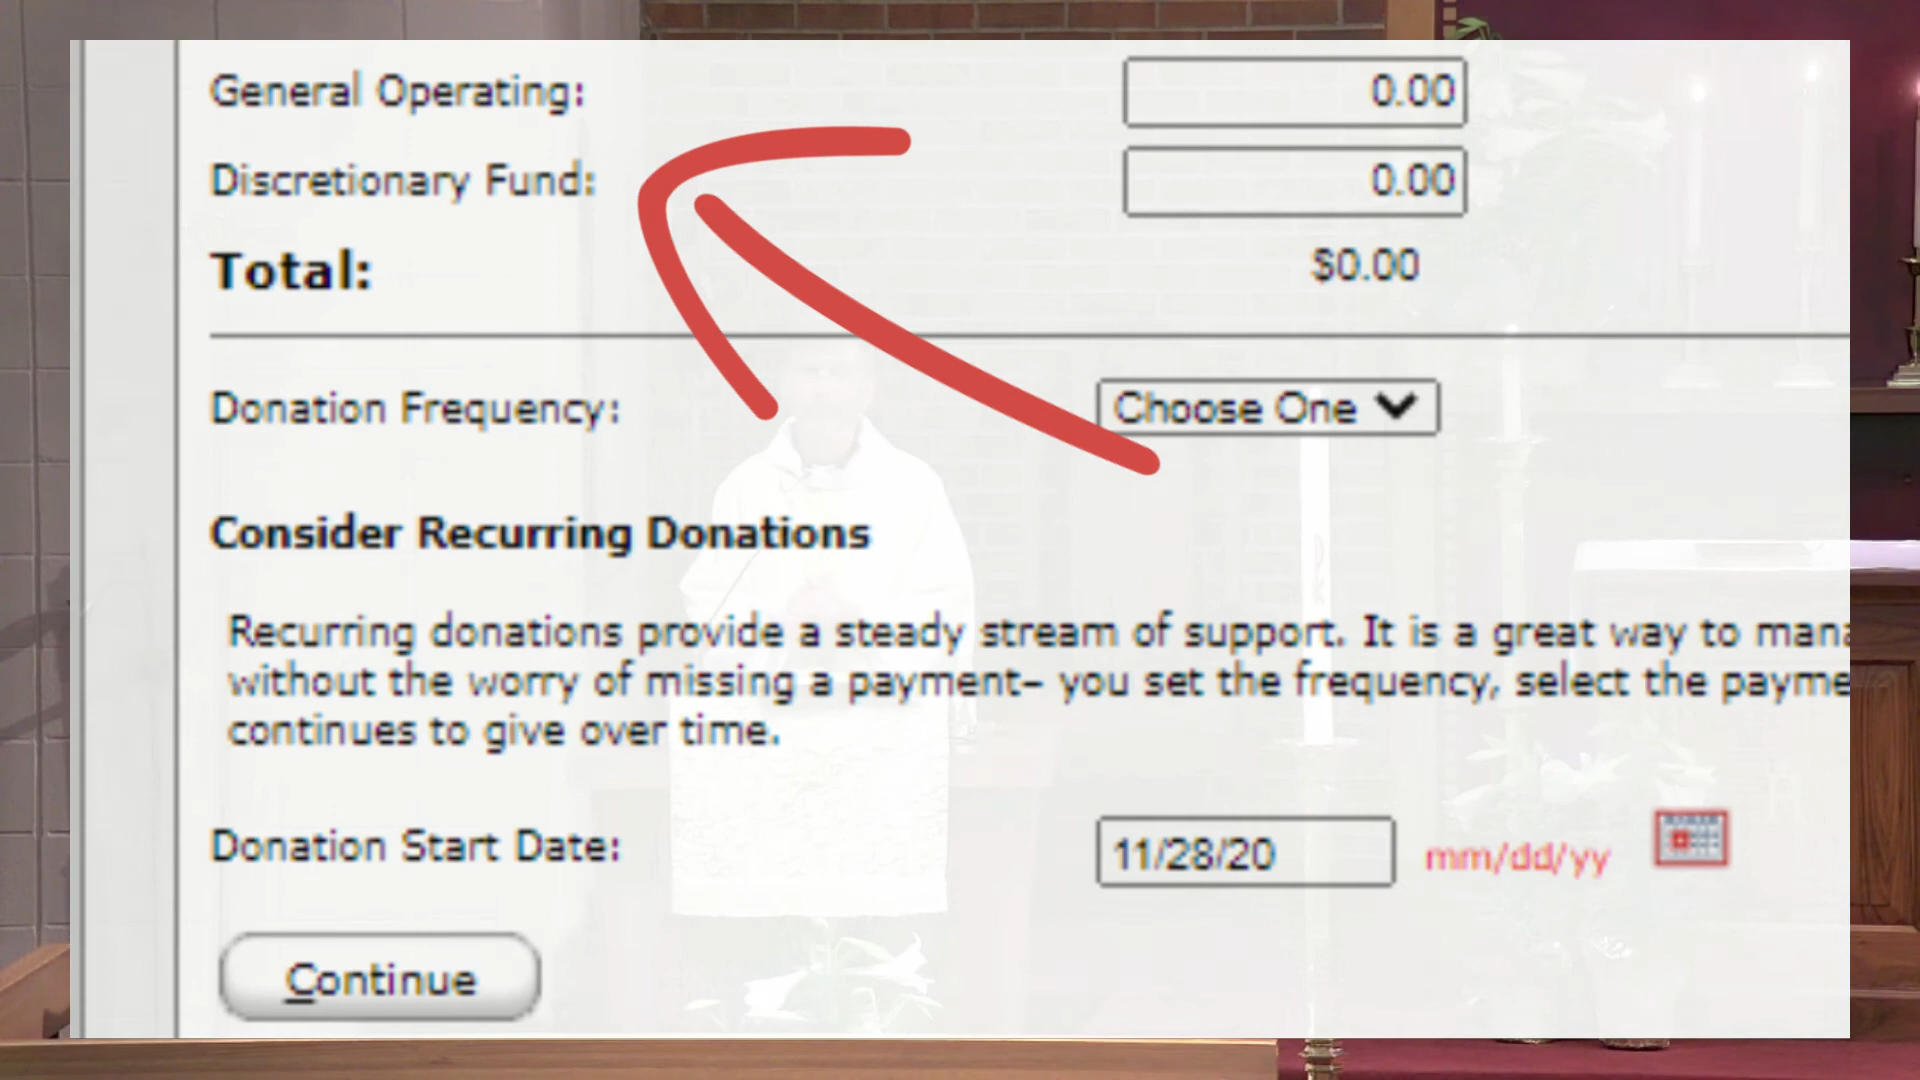 General Operating: 0.00
Discretionary Fund: 0.00
Total: $0.00
Donation Frequency: Choose One
Consider Recurring Donations
Recurring donations provide a steady stream of support. It is a great way to
without the worry of missing a payment– you set the frequency, select the
continues to give over time.
Donation Start Date: 11/28/20 mm/dd/yy
Continue